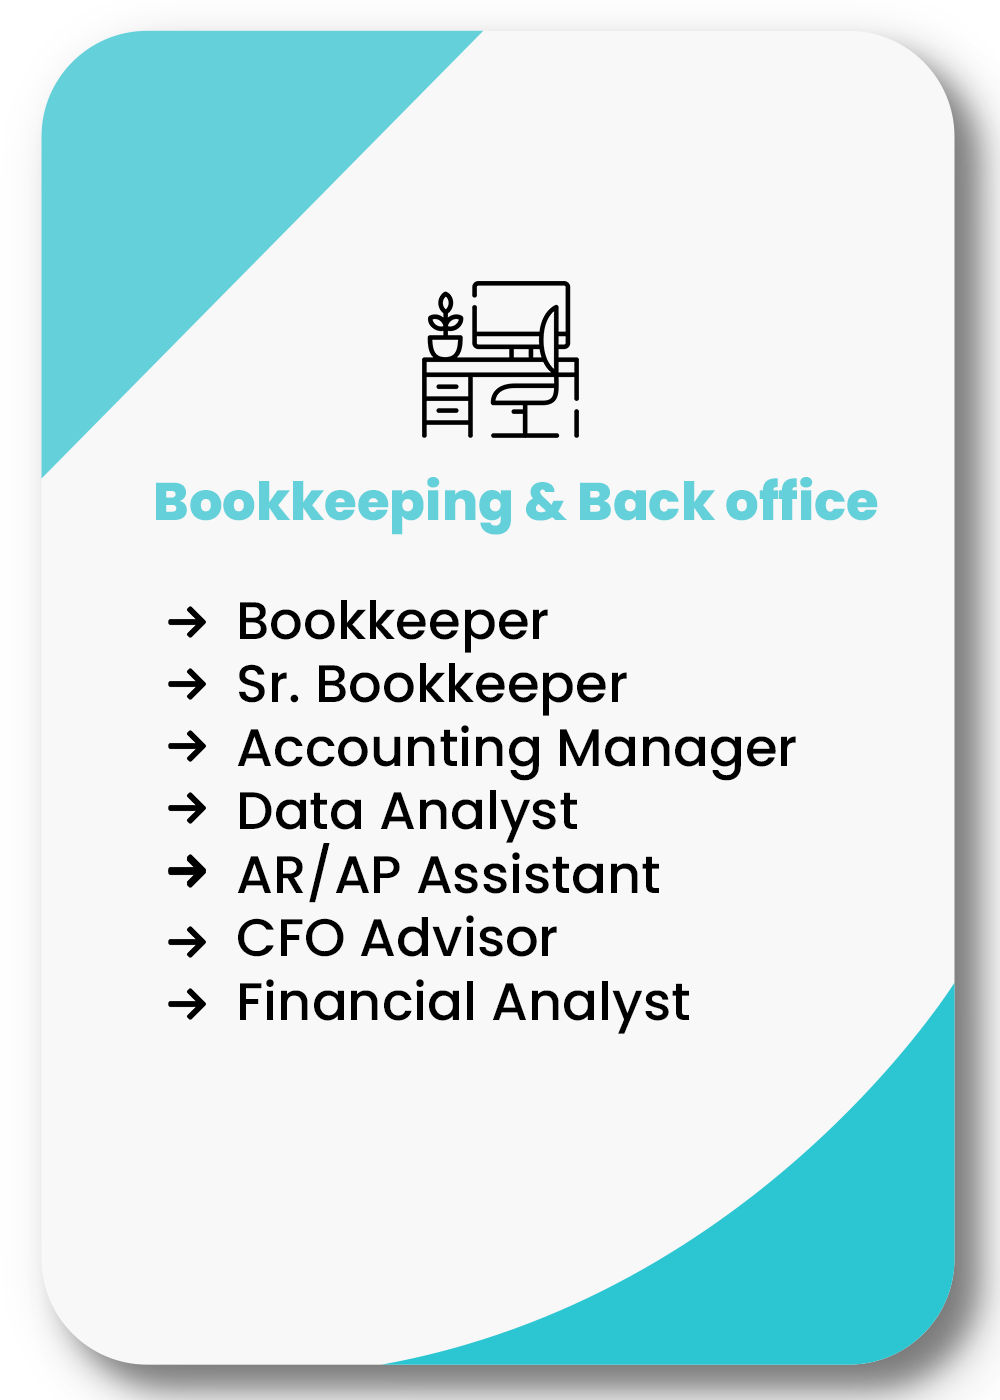 Bookkeeping & Back office
Bookkeeper
Sr. Bookkeeper
Accounting Manager
Data Analyst
AR/AP Assistant
CFO Advisor
Financial Analyst